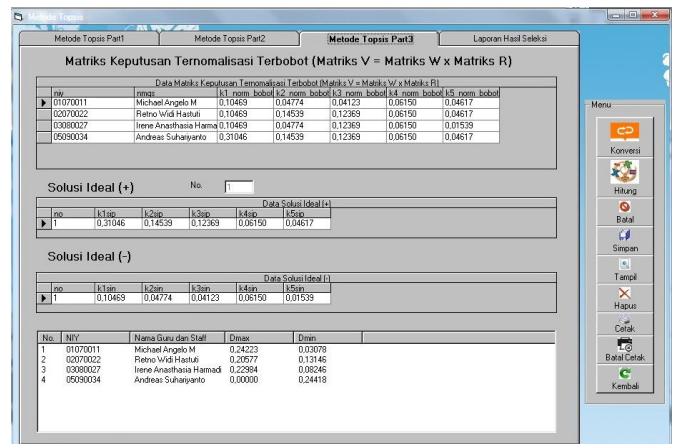 Metode Topsis
Metode Topsis Part1 Metode Topsis Part2 Metode Topsis Part3 Laporan Hasil Seleksi
Matriks Keputusan Ternomalisasi Terbobot (Matriks V = Matriks W x Matriks R)
Data Matriks Keputusan Ternomalisasi Terbobot (Matriks V = Matriks W x Matriks R)
niy nmgs k1_norm_bobot k2_norm_bobot k3_norm_bobot k4_norm_bobot k5_norm_bobot
01070011 Michael Angelo M 0,10469 0,04774 0,04123 0,06150 0,04617
02070022 Retno Widi Hastuti 0,10469 0,14539 0,12369 0,06150 0,04617
03080027 Irene Anasthasia Harma 0,10469 0,04774 0,12369 0,06150 0,01539
05090034 Andreas Suhariyanto 0,31046 0,14539 0,12369 0,06150 0,04617
Solusi Ideal (+) No. 1
Data Solusi Ideal (+)
no k1sip k2sip k3sip k4sip k5sip
1 0,31046 0,14539 0,12369 0,06150 0,04617
Solusi Ideal (-)
Data Solusi Ideal (-)
no k1sin k2sin k3sin k4sin k5sin
1 0,10469 0,04774 0,04123 0,06150 0,01539
No. NIY Nama Guru dan Staff Dmax Dmin
1 01070011 Michael Angelo M 0,24223 0,03078
2 02070022 Retno Widi Hastuti 0,20577 0,13146
3 03080027 Irene Anasthasia Harmadi 0,22984 0,08246
4 05090034 Andreas Suhariyanto 0,00000 0,24418
Menu
Konversi
Hitung
Batal
Simpan
Tampil
Hapus
Cetak
Batal Cetak
Kembali